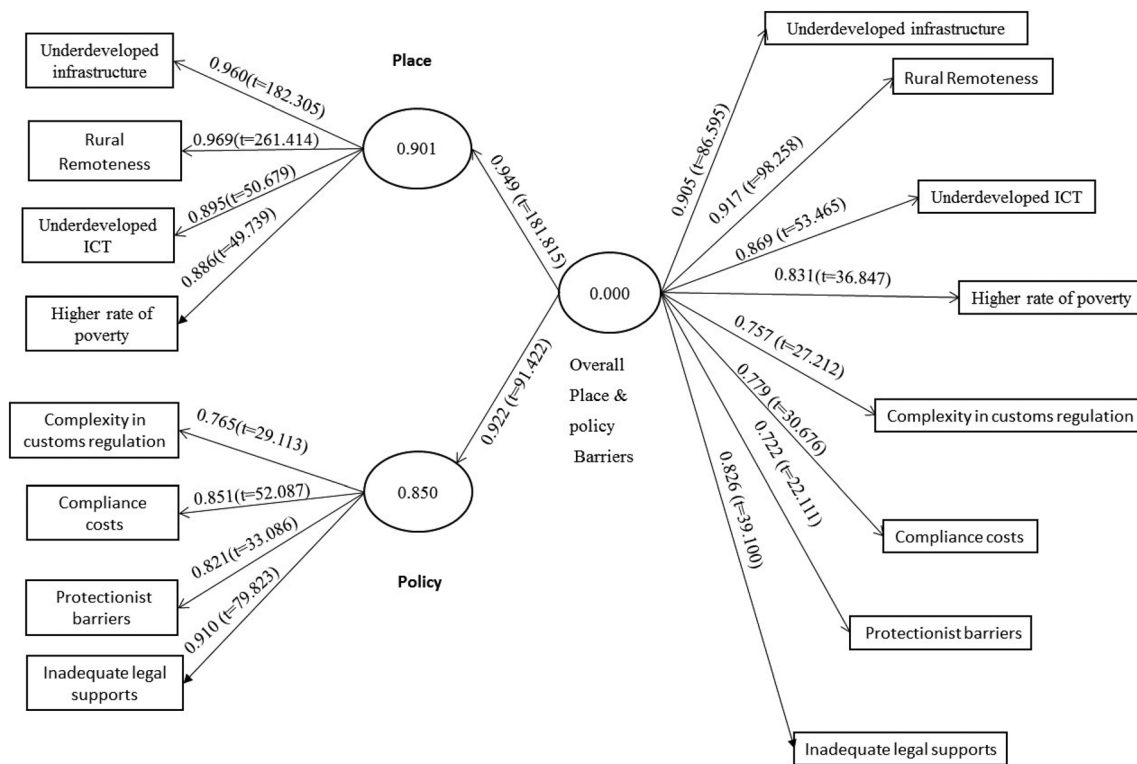 Place
Underdeveloped
infrastructure
0.960(t=182.305)
Rural
Remoteness
0.969(t=261.414)
Underdeveloped
ICT
0.895(t=50.679)
Higher rate of
poverty
0.886(t=49.739)
0.901
0.949 (t=181.815)
Complexity in
customs regulation
0.765(t=29.113)
Compliance
costs
0.851(t=52.087)
Protectionist
barriers
0.821(t=33.086)
Inadequate legal
supports
0.910 (t=79.823)
0.850
Policy
0.922 (t=91.422)
0.000
Overall
Place &
policy
Barriers
Underdeveloped infrastructure
0.905 (t=86.595)
Rural Remoteness
0.917 (t=98.258)
Underdeveloped ICT
0.869 (t=53.465)
Higher rate of poverty
0.831(t=36.847)
Complexity in customs regulation
0.757 (t=27.212)
Compliance costs
0.779 (t=30.676)
Protectionist barriers
0.722 (t=22.111)
Inadequate legal supports
0.826 (t=39.100)